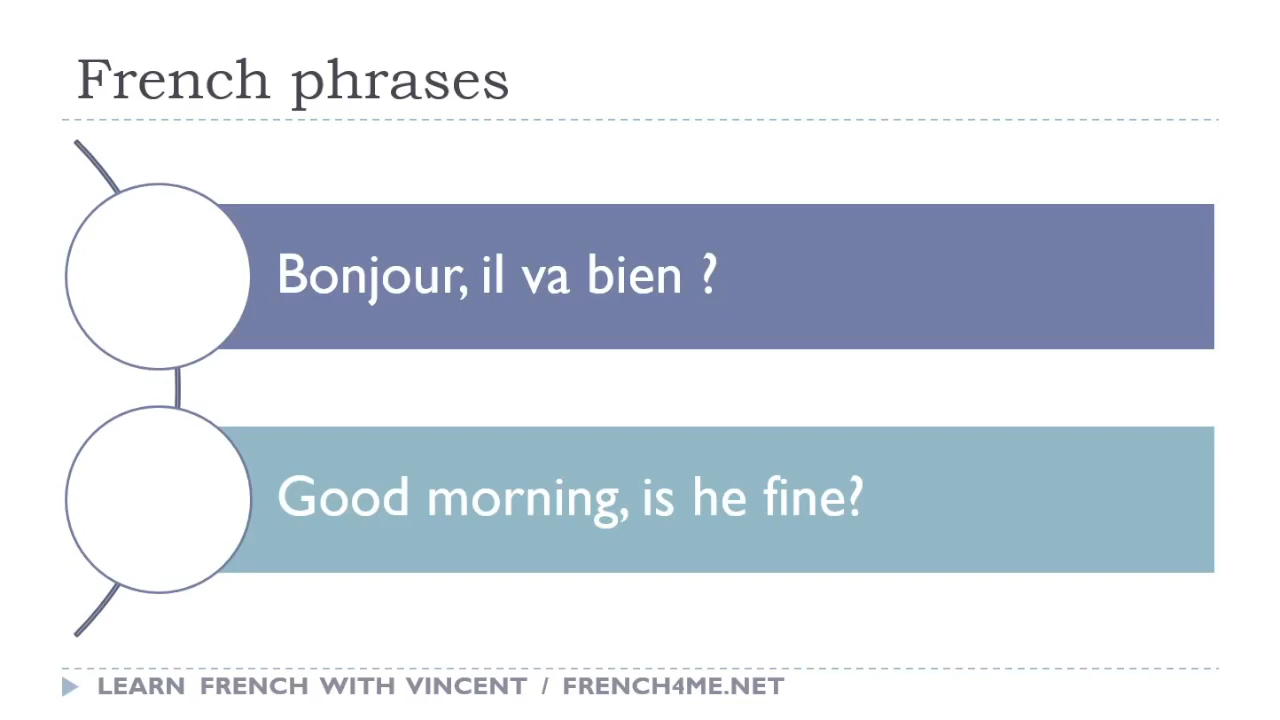 French phrases
Bonjour, il va bien ?
Good morning, is he fine?
LEARN FRENCH WITH VINCENT / FRENCH4ME.NET